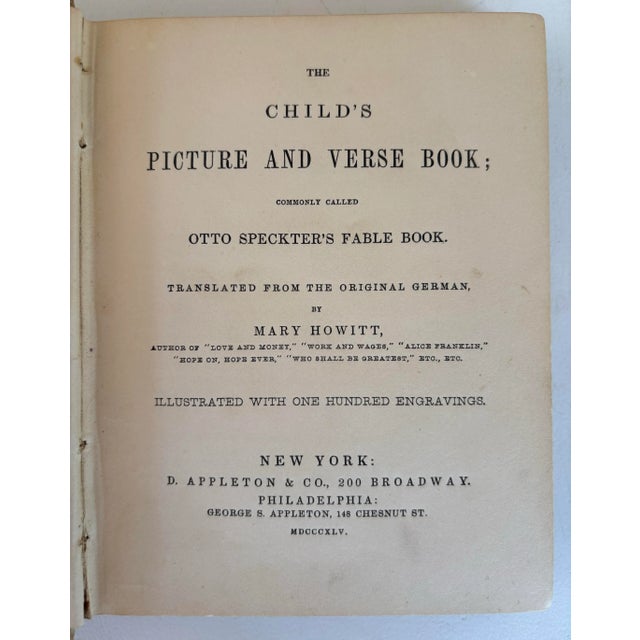 THE
CHILD'S
PICTURE AND VERSE BOOK;
COMMONLY CALLED
OTTO SPECKTER'S FABLE BOOK.
TRANSLATED FROM THE ORIGINAL GERMAN,
BY
MARY HOWITT,
AUTHOR OF "LOVE AND MONEY," "WORK AND WAGES," "ALICE FRANKLIN,"
"HOPE ON, HOPE EVER," "WHO SHALL BE GREATEST," ETC., ETC.
ILLUSTRATED WITH ONE HUNDRED ENGRAVINGS.
NEW YORK:
D. APPLETON & CO., 200 BROADWAY.
PHILADELPHIA:
GEORGE S. APPLETON, 148 CHESNUT ST.
MDCCCXLV.